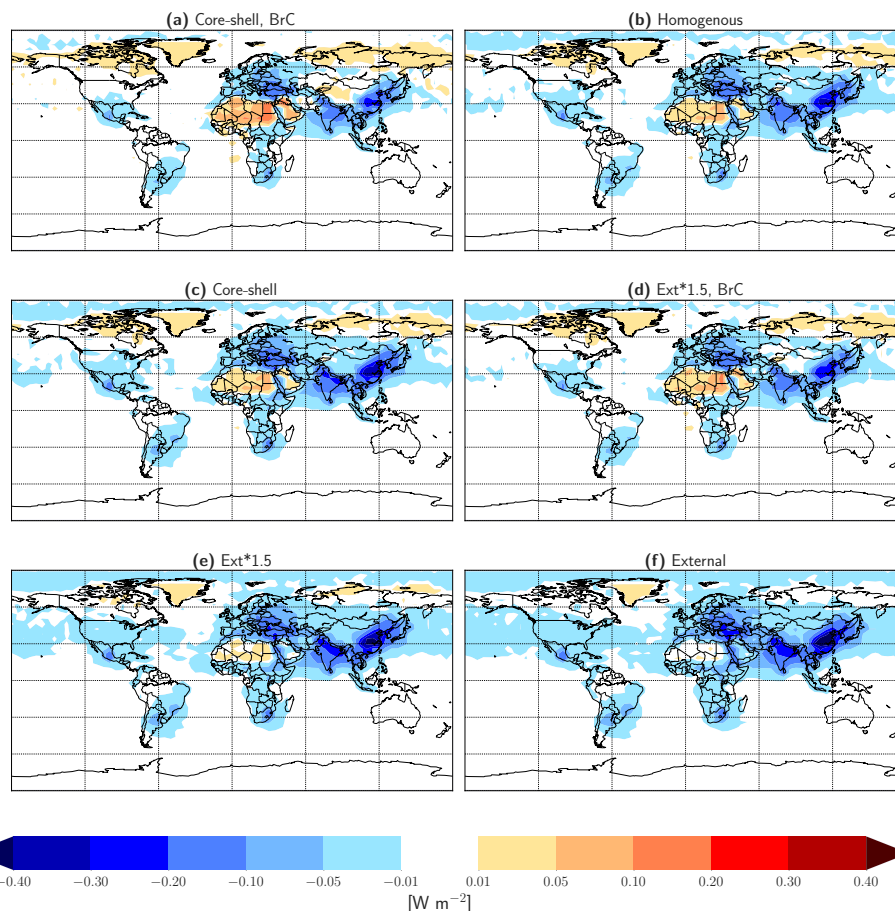 (a) Core-shell, BrC
(b) Homogenous
(c) Core-shell
(d) Ext*1.5, BrC
(e) Ext*1.5
(f) External
−0.40 −0.30 −0.20 −0.10 −0.05 −0.01 0.01 0.05 0.10 0.20 0.30 0.40
[W m⁻²]